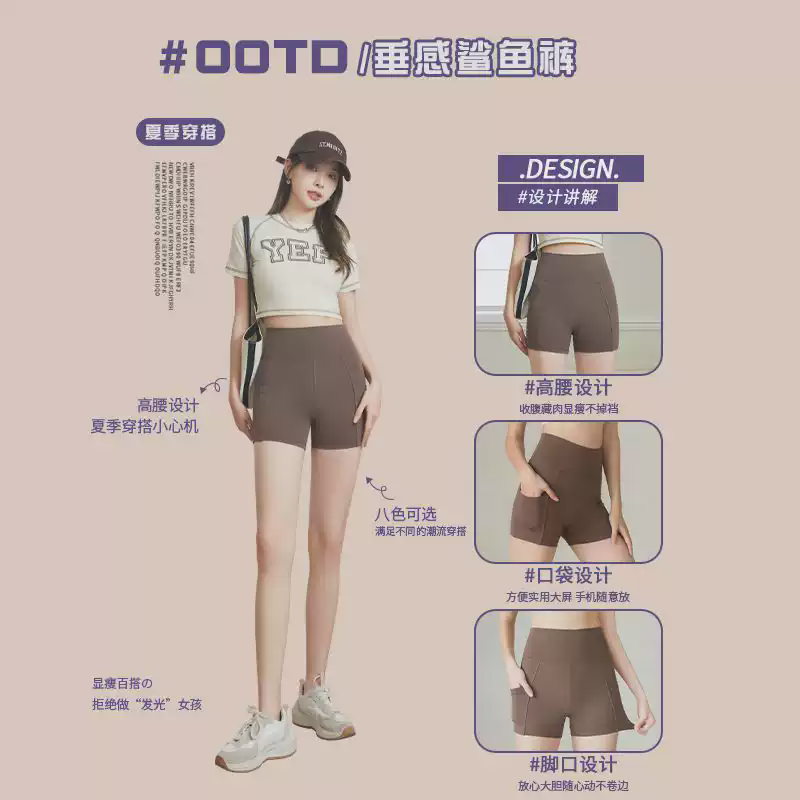 #OOTD/垂感鲨鱼裤
夏季穿搭
.DESIGN.
#设计讲解
YEP
#高腰设计
收腹藏肉显瘦不掉裆
高腰设计
夏季穿搭小心机
八色可选
满足不同的潮流穿搭
#口袋设计
方便实用大屏 手机随意放
显瘦百搭の
拒绝做“发光”女孩
#脚口设计
放心大胆随心动不卷边